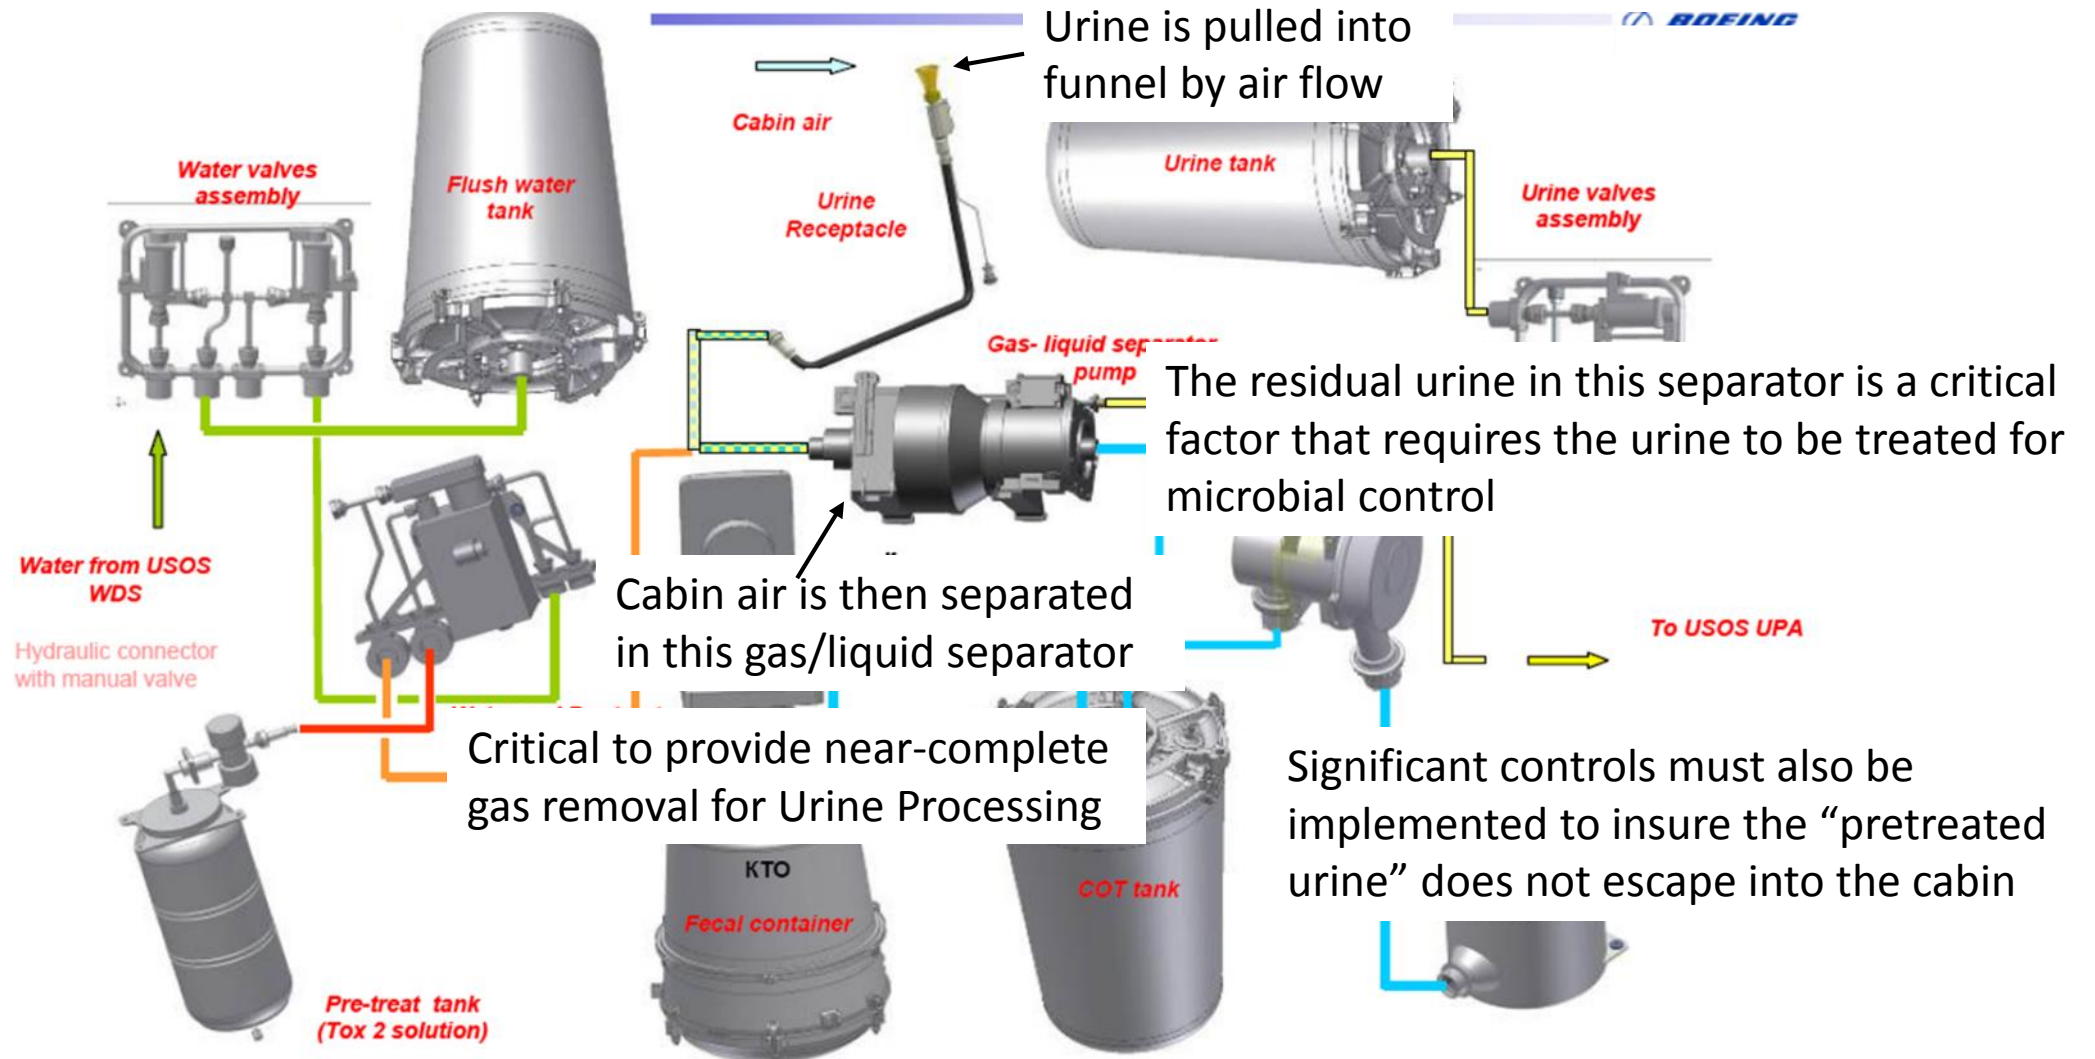 BOEING
Urine is pulled into
funnel by air flow
Cabin air
Water valves
assembly
Flush water
tank
Urine
Receptacle
Urine tank
Urine valves
assembly
Gas- liquid separator
pump
The residual urine in this separator is a critical
factor that requires the urine to be treated for
microbial control
Water from USOS
WDS
Hydraulic connector
with manual valve
Cabin air is then separated
in this gas/liquid separator
To USOS UPA
Critical to provide near-complete
gas removal for Urine Processing
Significant controls must also be
implemented to insure the “pretreated
urine” does not escape into the cabin
КТО
Fecal container
COT tank
Pre-treat tank
(Tox 2 solution)